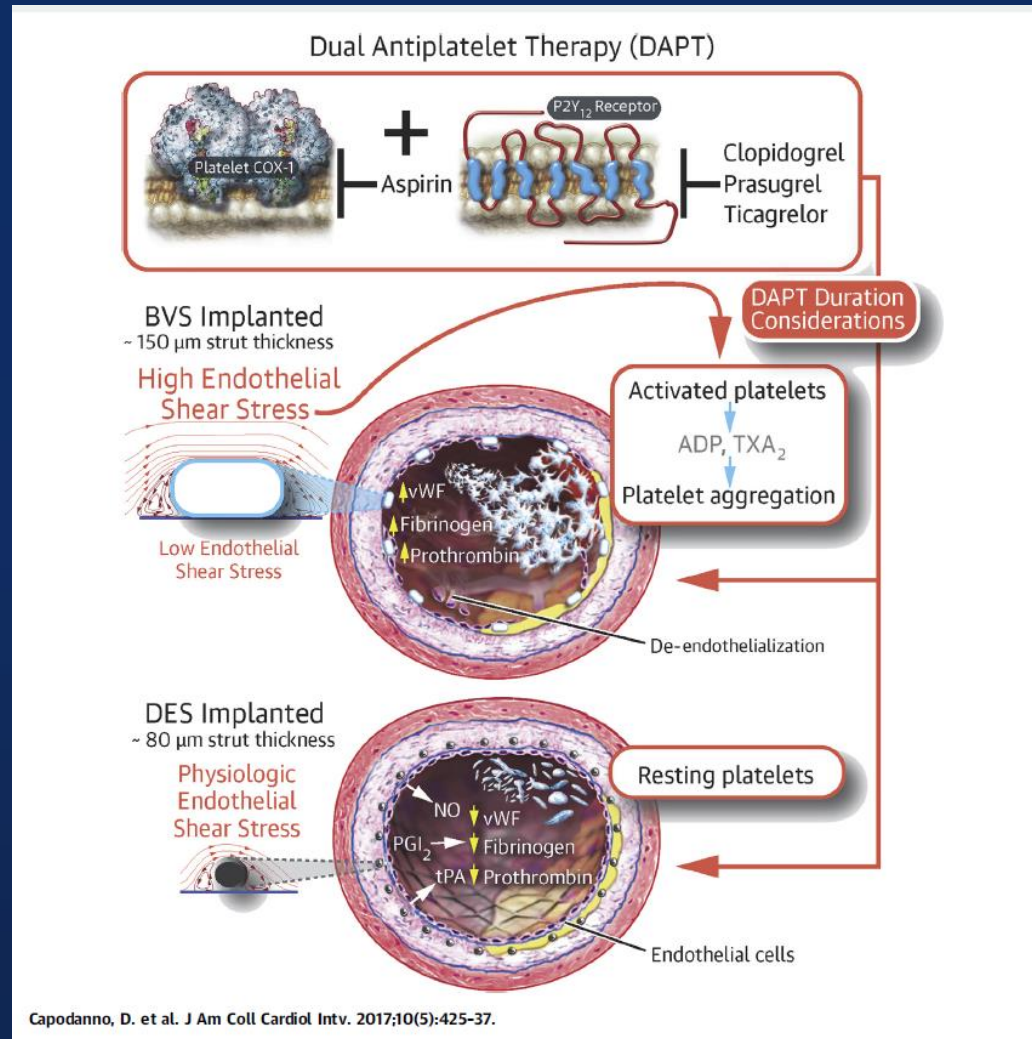 Dual Antiplatelet Therapy (DAPT)
Platelet COX-1
+
Aspirin
P2Y₁₂ Receptor
Clopidogrel
Prasugrel
Ticagrelor
DAPT Duration
Considerations
BVS Implanted
~ 150 µm strut thickness
High Endothelial
Shear Stress
Low Endothelial
Shear Stress
vWF
Fibrinogen
Prothrombin
Activated platelets
ADP, TXA₂
Platelet aggregation
De-endothelialization
DES Implanted
~ 80 µm strut thickness
Physiologic
Endothelial
Shear Stress
NO
vWF
PGI₂
Fibrinogen
tPA
Prothrombin
Resting platelets
Endothelial cells
Capodanno, D. et al. J Am Coll Cardiol Intv. 2017;10(5):425-37.